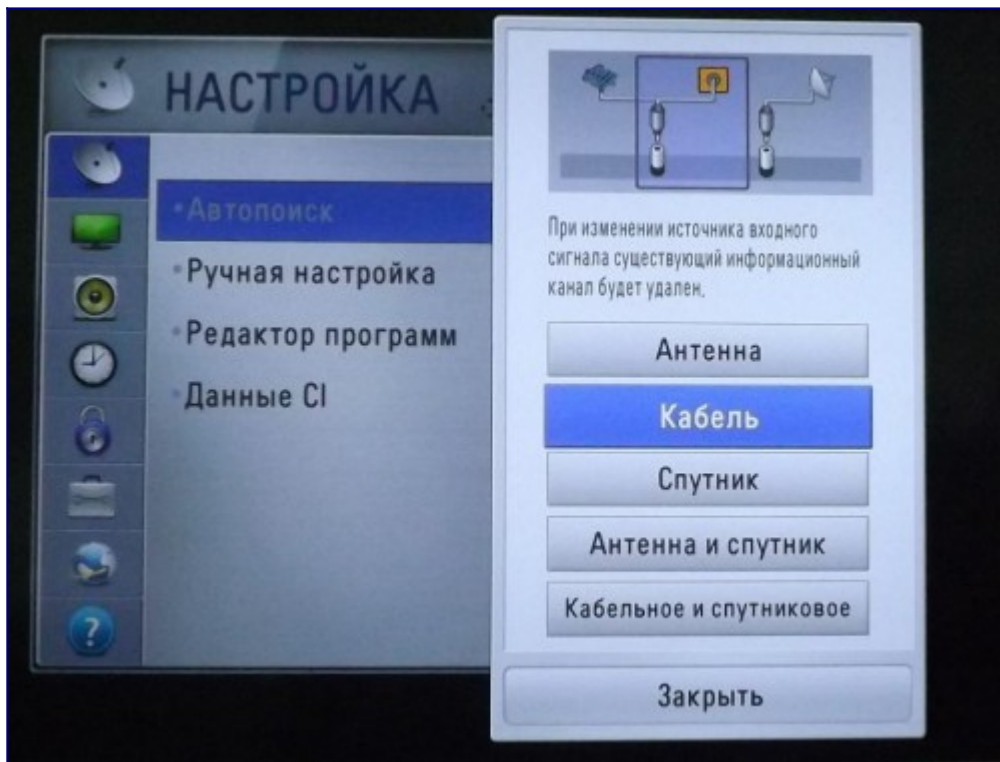 НАСТРОЙКА
•Автопоиск
•Ручная настройка
•Редактор программ
•Данные CI
?
При изменении источника входного
сигнала существующий информационный
канал будет удален.
Антенна
Кабель
Спутник
Антенна и спутник
Кабельное и спутниковое
Закрыть